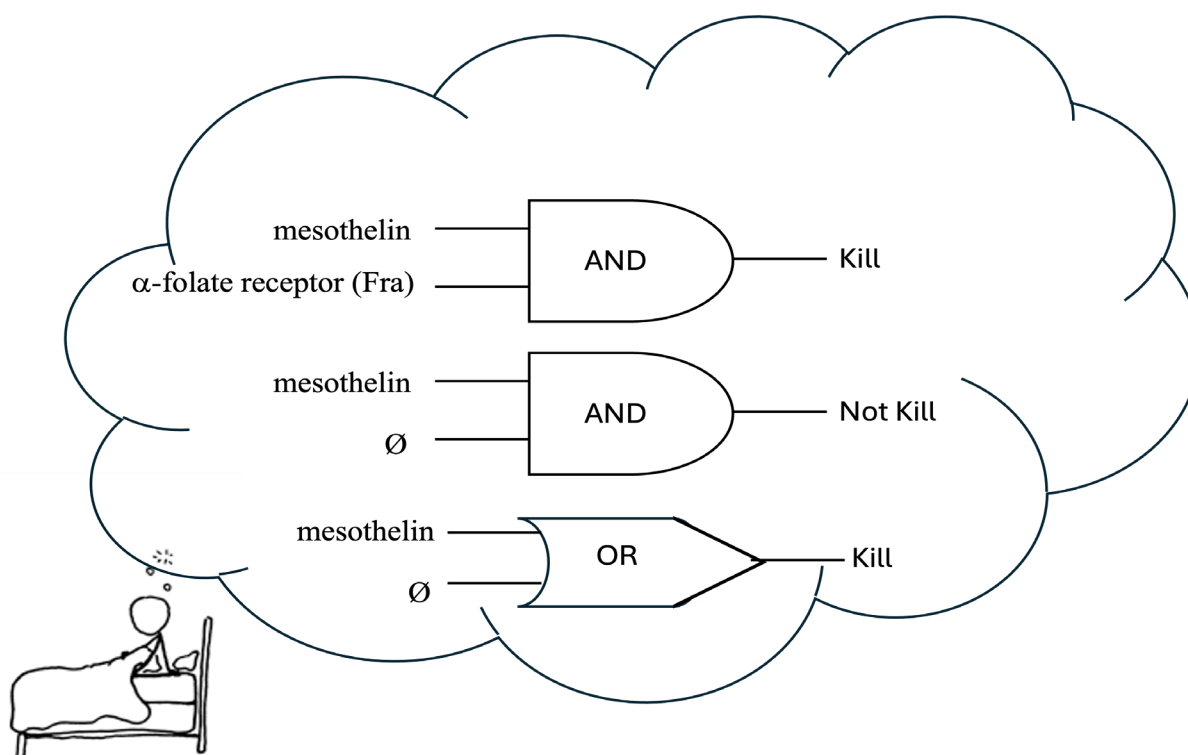 mesothelin
α-folate receptor (Fra)
AND
Kill
mesothelin
Ø
AND
Not Kill
mesothelin
Ø
OR
Kill